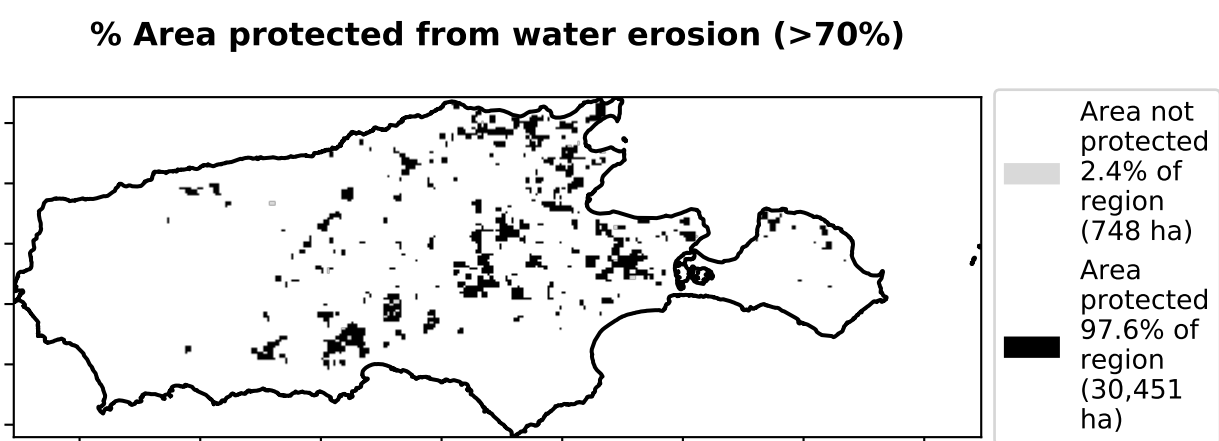 % Area protected from water erosion (>70%)
Area not
protected
2.4% of
region
(748 ha)
Area
protected
97.6% of
region
(30,451
ha)